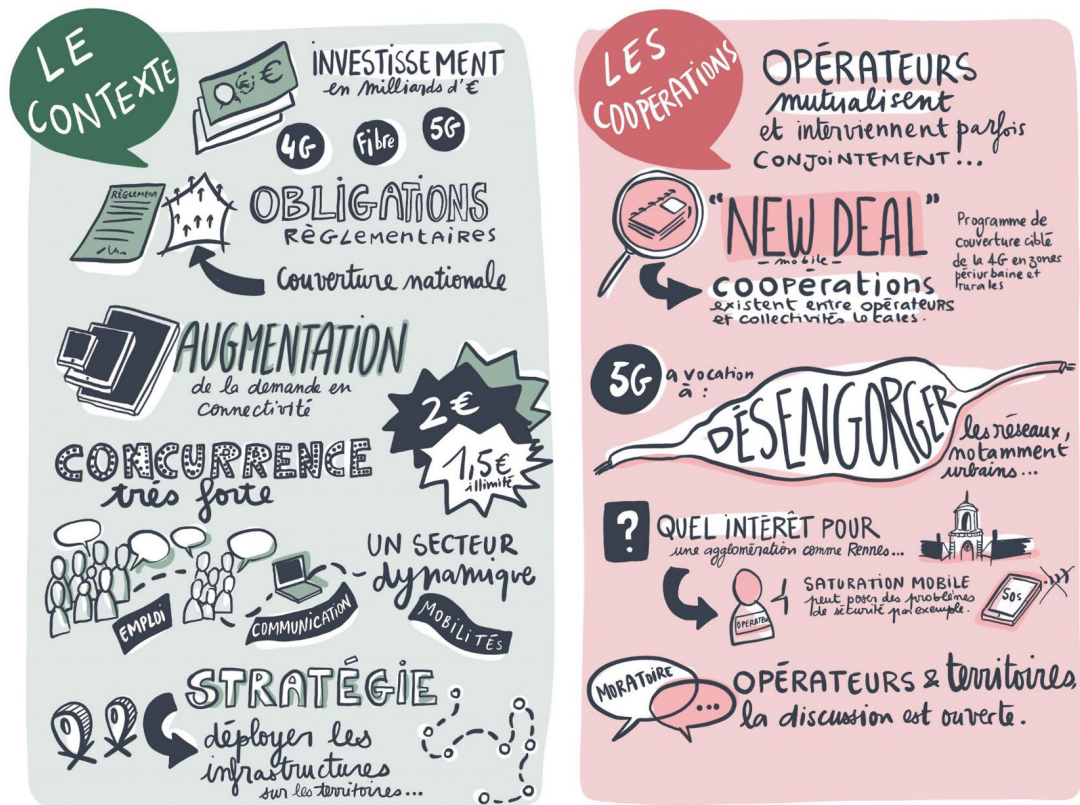 LE
CONTEXTE
INVESTISSEMENT
en milliards d'€
4G
Fibre
5G
RÈGLEMENT
OBLIGATIONS
RÈGLEMENTAIRES
Couverture nationale
AUGMENTATION
de la demande en
connectivité
2€
1,5€
illimité
CONCURRENCE
très forte
UN SECTEUR
dynamique
EMPLOI
COMMUNICATION
MOBILITÉS
STRATÉGIE
déployer les
infrastructures
sur les territoires...
LES
COOPÉRATIONS
OPÉRATEURS
mutualisent
et interviennent parfois
CONJOINTEMENT...
"NEW DEAL"
mobile
Programme de
couverture ciblé
de la 4G en zones
périurbaine et
rurales
coopérations
existent entre opérateurs
et collectivités locales.
5G
a vocation
à :
DÉSENGORGER
les réseaux,
notamment
urbains...
?
QUEL INTÉRÊT POUR
une agglomération comme Rennes...
OPERATEUR
SATURATION MOBILE
peut poser des problèmes
de sécurité par exemple.
SOS
MORATOIRE
...
OPÉRATEURS & territoires,
la discussion est ouverte.